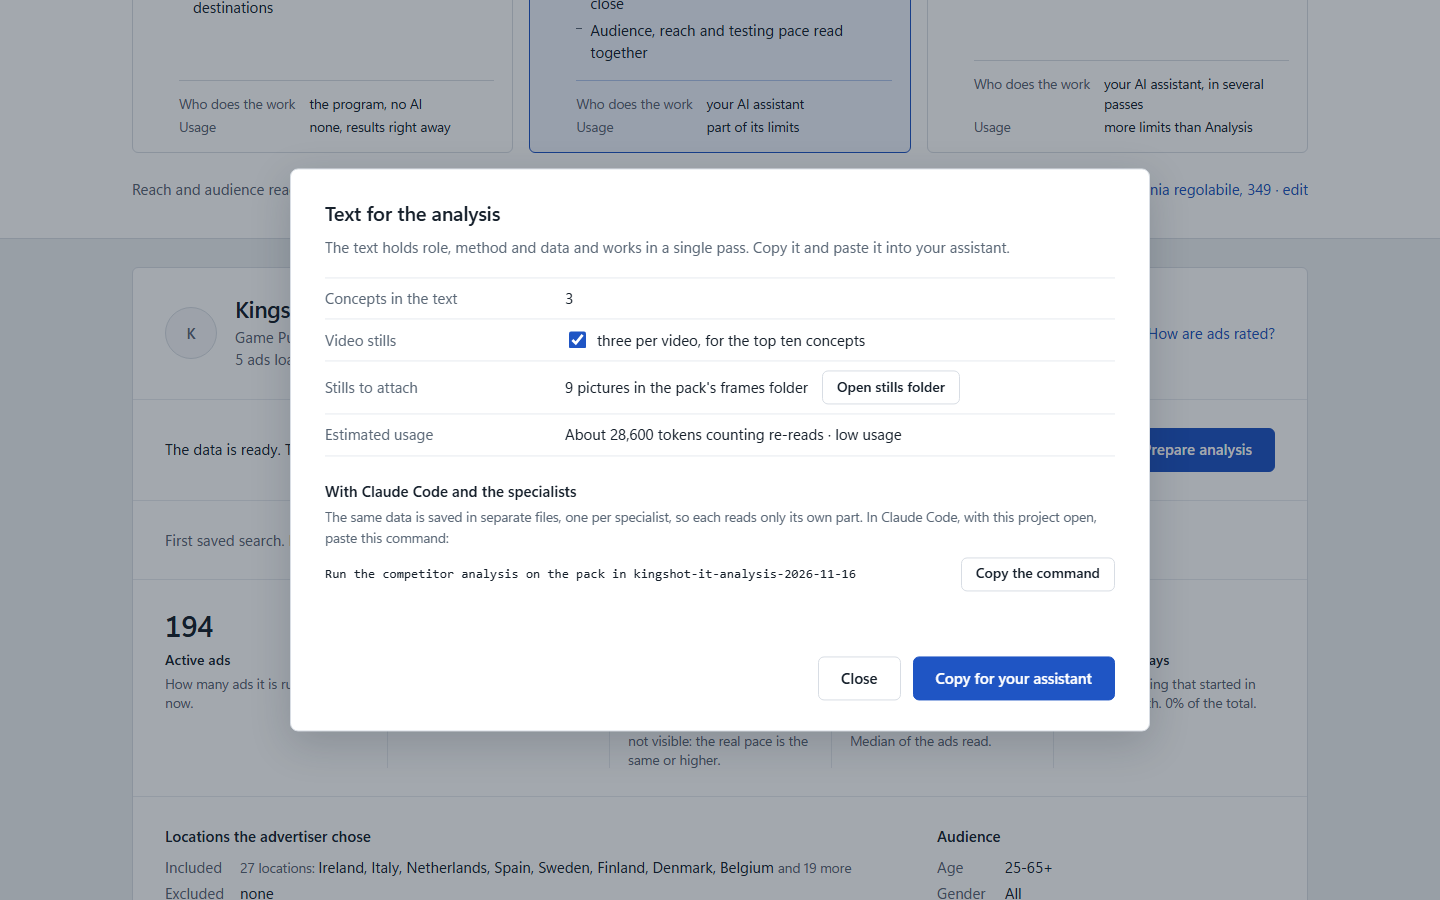 destinations
close
– Audience, reach and testing pace read
together
Who does the work the program, no AI
Usage none, results right away
Who does the work your AI assistant
Usage part of its limits
Who does the work your AI assistant, in several
passes
Usage more limits than Analysis
Reach and audience rea
nia regolabile, 349 · edit
Text for the analysis
The text holds role, method and data and works in a single pass. Copy it and paste it into your assistant.
Concepts in the text 3
Video stills three per video, for the top ten concepts
Stills to attach 9 pictures in the pack's frames folder Open stills folder
Estimated usage About 28,600 tokens counting re-reads · low usage
With Claude Code and the specialists
The same data is saved in separate files, one per specialist, so each reads only its own part. In Claude Code, with this project open,
paste this command:
Run the competitor analysis on the pack in kingshot-it-analysis-2026-11-16 Copy the command
Close Copy for your assistant
K
Kings
Game Pu
5 ads loa
How are ads rated?
The data is ready. T
Prepare analysis
First saved search.
194
Active ads
How many ads it is ru
now.
not visible: the real pace is the
same or higher.
Median of the ads read.
ays
ing that started in
h. 0% of the total.
Locations the advertiser chose
Included 27 locations: Ireland, Italy, Netherlands, Spain, Sweden, Finland, Denmark, Belgium and 19 more
Excluded none
Audience
Age 25-65+
Gender All